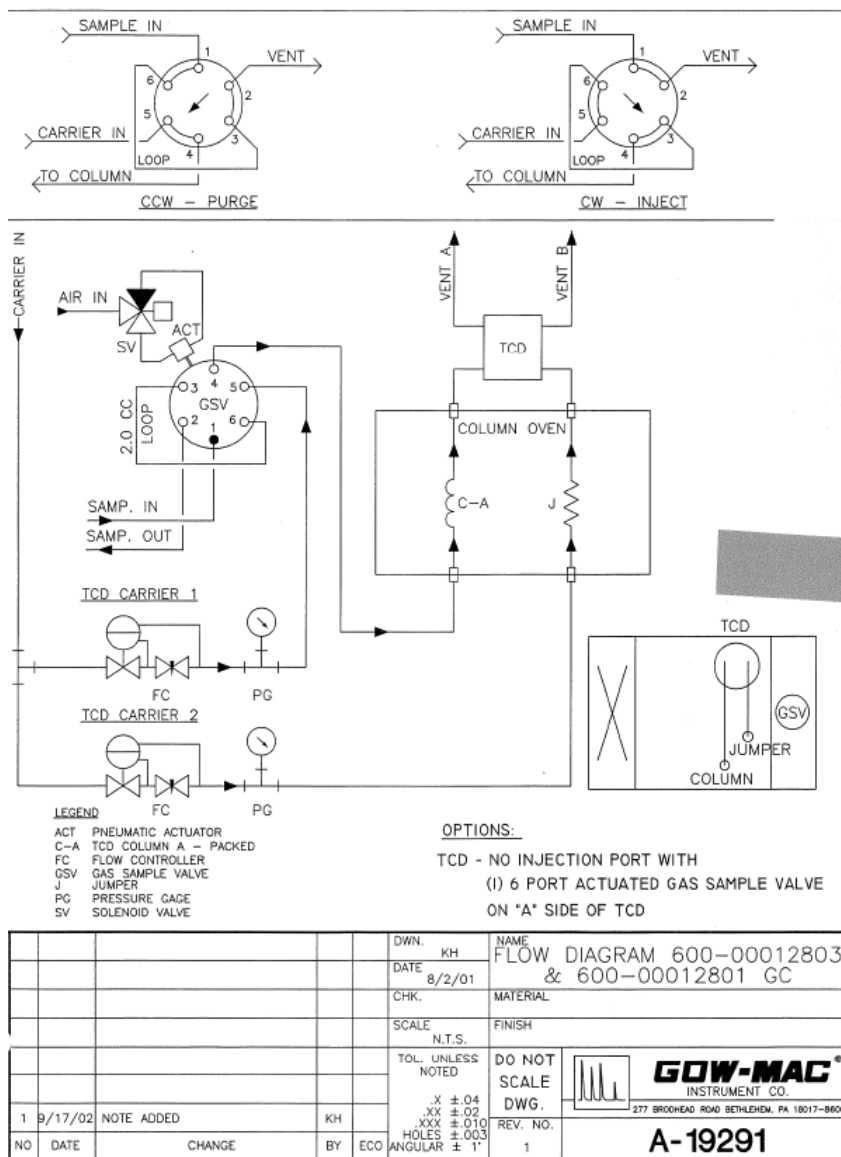 SAMPLE IN
1
VENT
6
2
5
CARRIER IN
3
LOOP
4
TO COLUMN
CCW - PURGE
SAMPLE IN
1
VENT
6
2
5
CARRIER IN
3
LOOP
4
TO COLUMN
CW - INJECT
CARRIER IN
AIR IN
SV
ACT
4
3
5
GSV
2
1
6
2.0 CC
LOOP
SAMP. IN
SAMP. OUT
VENT A
VENT B
TCD
COLUMN OVEN
C-A
J
TCD CARRIER 1
FC
PG
TCD CARRIER 2
FC
PG
TCD
GSV
JUMPER
COLUMN
LEGEND
ACT PNEUMATIC ACTUATOR
C-A TCD COLUMN A - PACKED
FC FLOW CONTROLLER
GSV GAS SAMPLE VALVE
J JUMPER
PG PRESSURE GAGE
SV SOLENOID VALVE
OPTIONS:
TCD - NO INJECTION PORT WITH
(I) 6 PORT ACTUATED GAS SAMPLE VALVE
ON "A" SIDE OF TCD
DWN.
KH
DATE
8/2/01
CHK.
SCALE
N.T.S.
TOL. UNLESS
NOTED
.X ±.04
.XX ±.02
.XXX ±.010
HOLES ±.003
ANGULAR ± 1°
NAME
FLOW DIAGRAM 600-00012803
& 600-00012801 GC
MATERIAL
FINISH
DO NOT
SCALE
DWG.
REV. NO.
1
GOW-MAC®
INSTRUMENT CO.
277 BRODHEAD ROAD BETHLEHEM, PA 18017-860
A-19291
1 9/17/02 NOTE ADDED KH
NO DATE CHANGE BY ECO